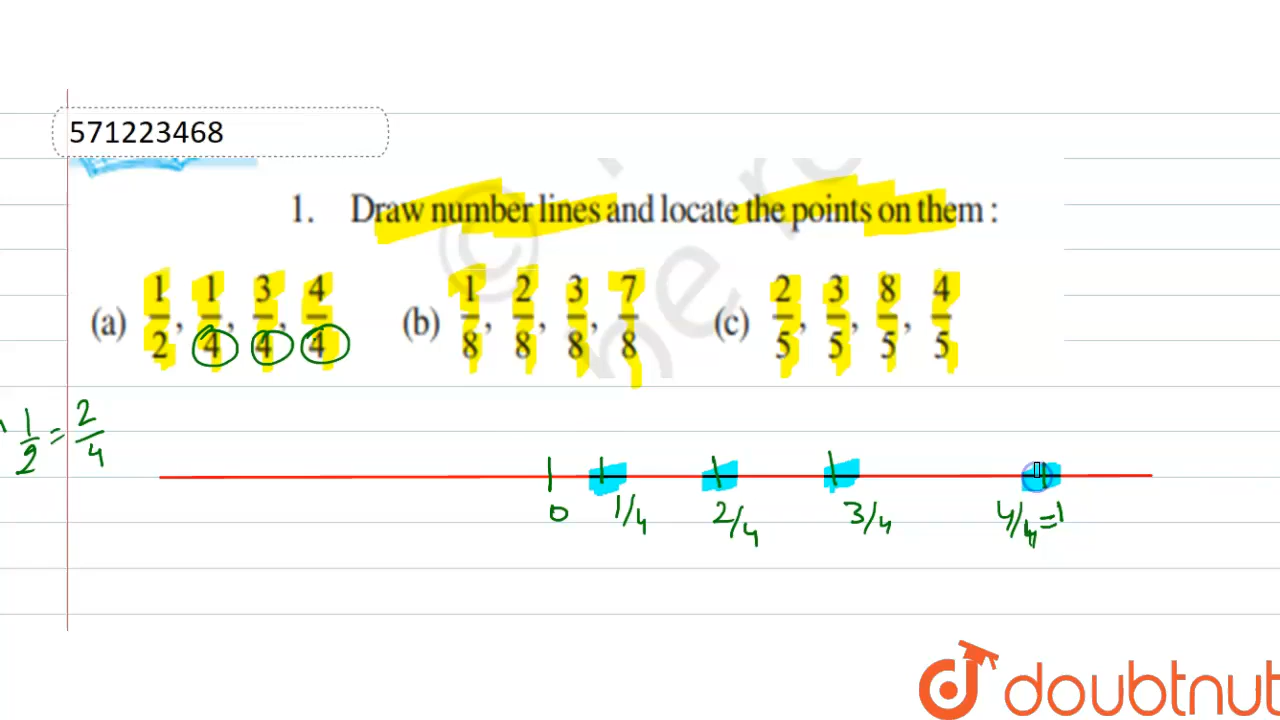 571223468
1. Draw number lines and locate the points on them :
(a) 1/2, 1/4, 3/4, 4/4 (b) 1/8, 2/8, 3/8, 7/8 (c) 2/5, 3/5, 8/5, 4/5
1/2 = 2/4
0 1/4 2/4 3/4 4/4=1
doubtnut